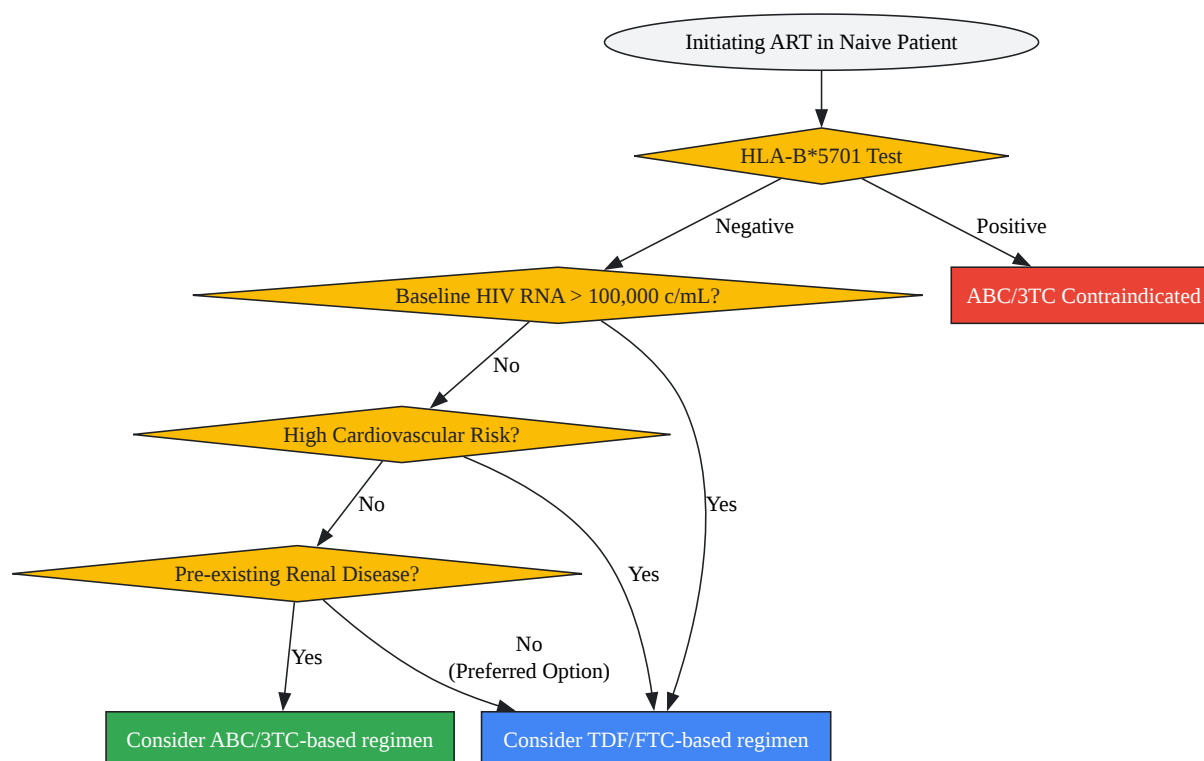 Initiating ART in Naive Patient
HLA-B*5701 Test
Negative
Positive
Baseline HIV RNA > 100,000 c/mL?
ABC/3TC Contraindicated
No
High Cardiovascular Risk?
No
Yes
Pre-existing Renal Disease?
Yes
Yes
No
(Preferred Option)
Consider ABC/3TC-based regimen
Consider TDF/FTC-based regimen